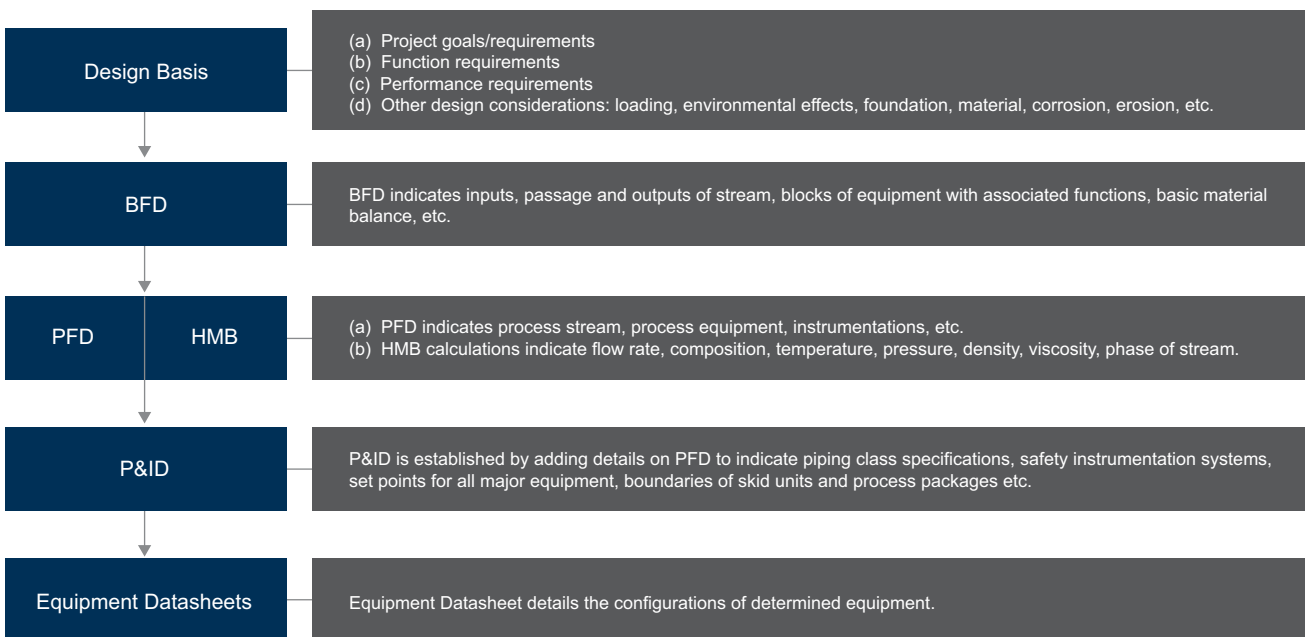 Design Basis
(a) Project goals/requirements
(b) Function requirements
(c) Performance requirements
(d) Other design considerations: loading, environmental effects, foundation, material, corrosion, erosion, etc.
BFD
BFD indicates inputs, passage and outputs of stream, blocks of equipment with associated functions, basic material
balance, etc.
PFD
HMB
(a) PFD indicates process stream, process equipment, instrumentations, etc.
(b) HMB calculations indicate flow rate, composition, temperature, pressure, density, viscosity, phase of stream.
P&ID
P&ID is established by adding details on PFD to indicate piping class specifications, safety instrumentation systems,
set points for all major equipment, boundaries of skid units and process packages etc.
Equipment Datasheets
Equipment Datasheet details the configurations of determined equipment.